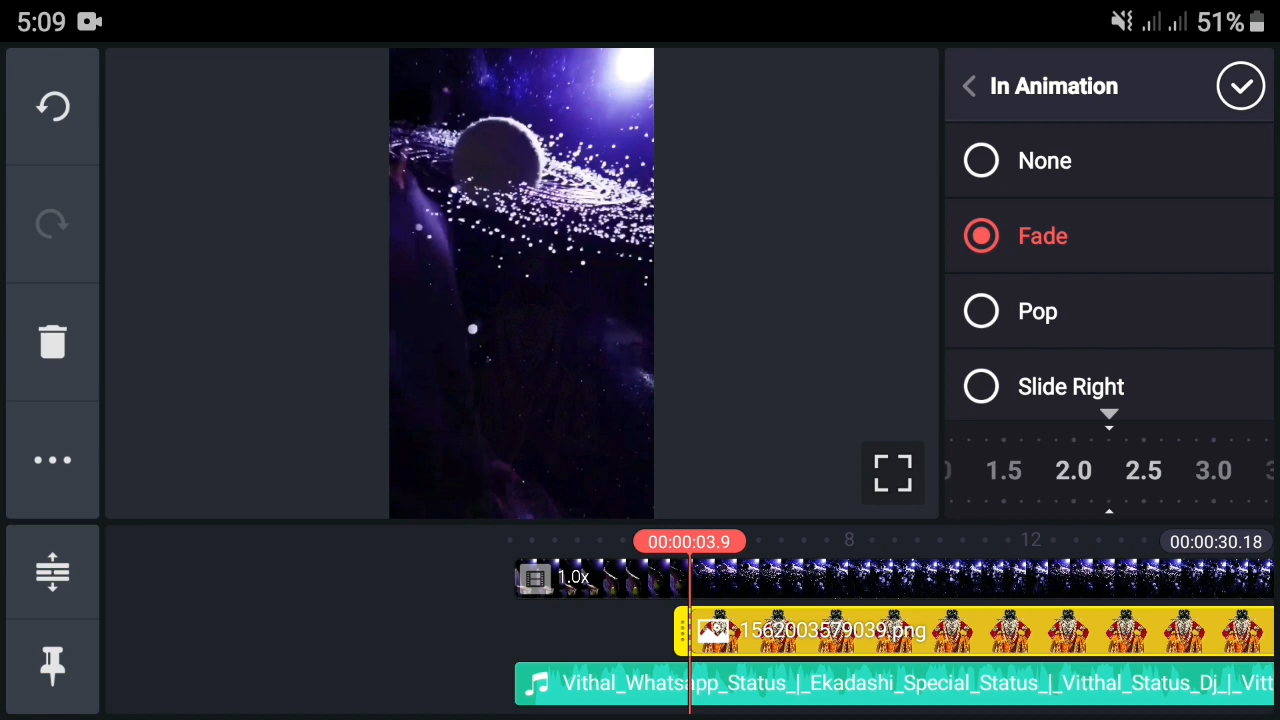 5:09
51%
In Animation
None
Fade
Pop
Slide Right
1.5 2.0 2.5 3.0
00:00:03.9 8 12 00:00:30.18
1.0x
1562003579039.png
Vithal_Whatsapp_Status_|_Ekadashi_Special_Status_|_Vitthal_Status_Dj_|_Vitt